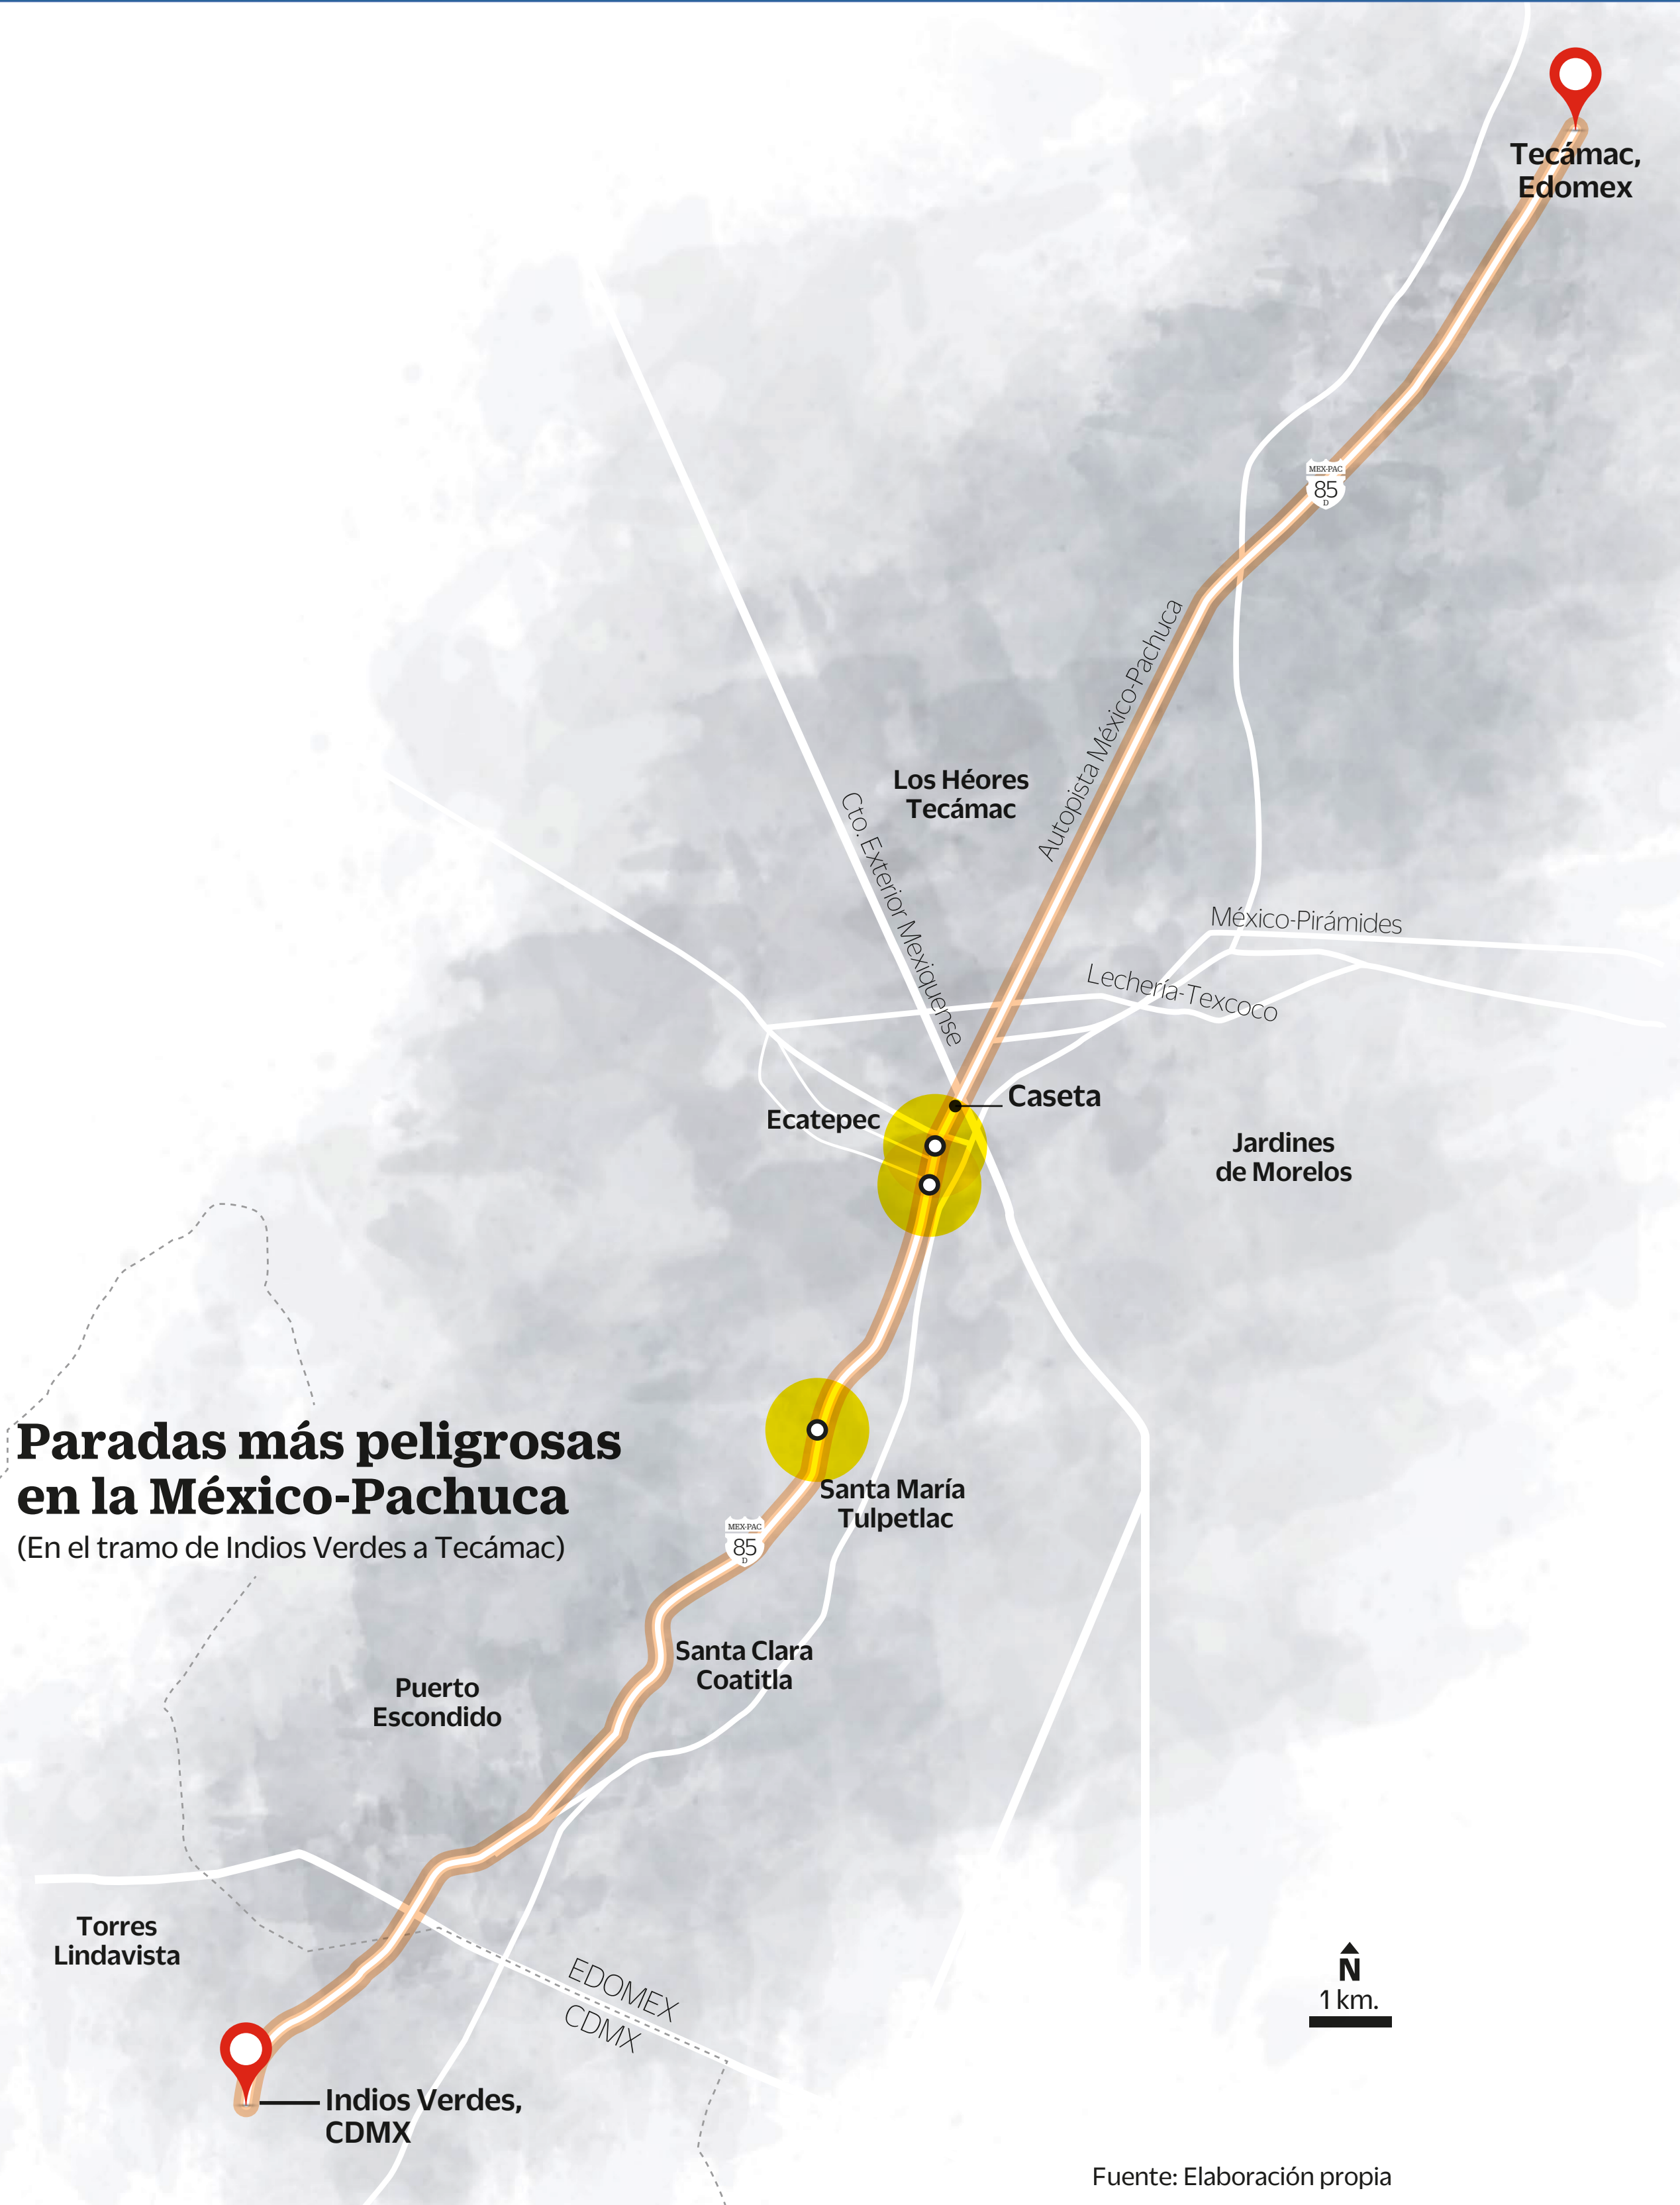 Tecámac,
Edomex
MEX-PAC
85
D
Autopista México-Pachuca
Los Héores
Tecámac
Cto. Exterior Mexiquense
México-Pirámides
Lechería-Texcoco
Caseta
Ecatepec
Jardines
de Morelos
Paradas más peligrosas
en la México-Pachuca
(En el tramo de Indios Verdes a Tecámac)
Santa María
Tulpetlac
MEX-PAC
85
D
Santa Clara
Coatitla
Puerto
Escondido
Torres
Lindavista
EDOMEX
CDMX
N
1 km.
Indios Verdes,
CDMX
Fuente: Elaboración propia